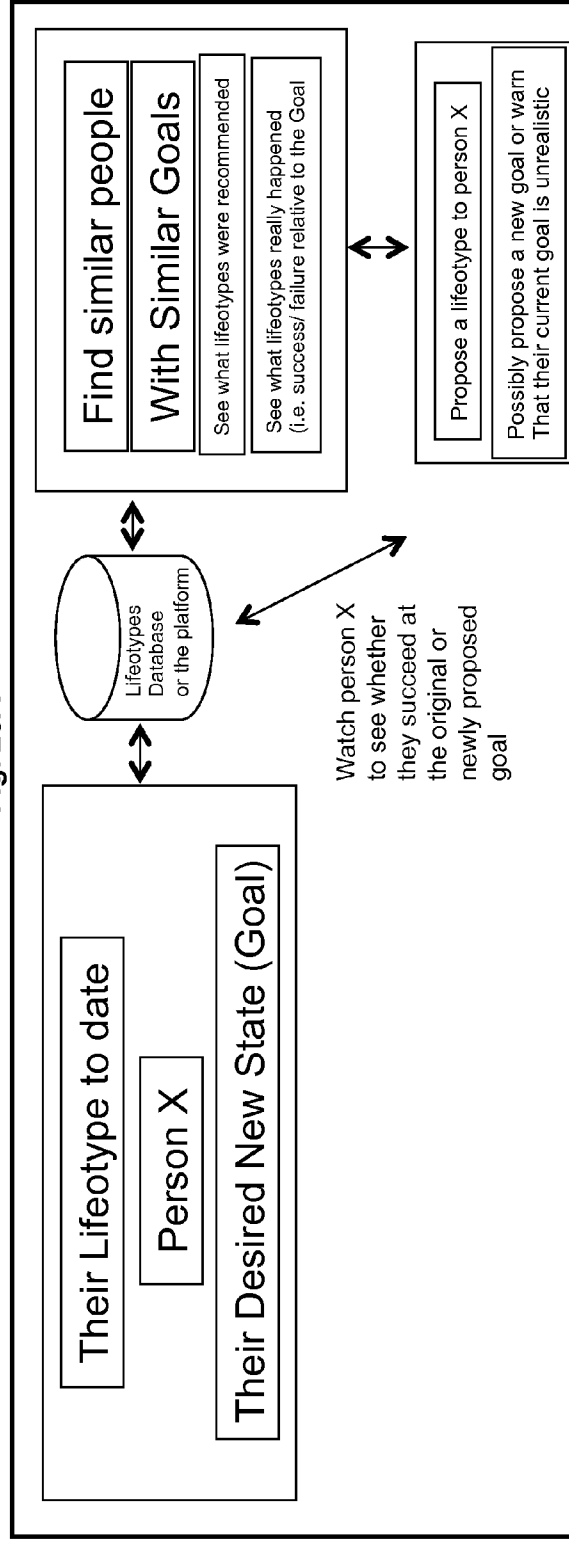 Their Lifeotype to date
Person X
Their Desired New State (Goal)
Lifeotypes
Database
or the platform
Find similar people
With Similar Goals
See what lifeotypes were recommended
See what lifeotypes really happened
(i.e. success/ failure relative to the Goal
Watch person X
to see whether
they succeed at
the original or
newly proposed
goal
Propose a lifeotype to person X
Possibly propose a new goal or warn
That their current goal is unrealistic